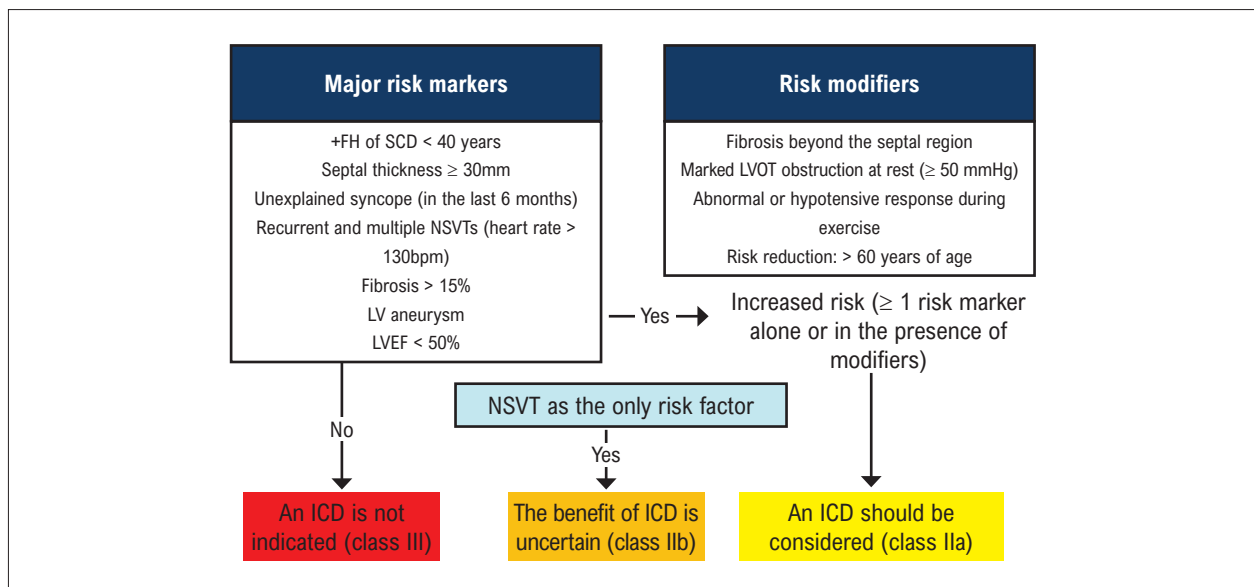 Major risk markers
+FH of SCD < 40 years
Septal thickness ≥ 30mm
Unexplained syncope (in the last 6 months)
Recurrent and multiple NSVTs (heart rate >
130bpm)
Fibrosis > 15%
LV aneurysm
LVEF < 50%
Risk modifiers
Fibrosis beyond the septal region
Marked LVOT obstruction at rest (≥ 50 mmHg)
Abnormal or hypotensive response during
exercise
Risk reduction: > 60 years of age
Yes
Increased risk (≥ 1 risk marker
alone or in the presence of
modifiers)
NSVT as the only risk factor
No
Yes
An ICD is not
indicated (class III)
The benefit of ICD is
uncertain (class IIb)
An ICD should be
considered (class IIa)